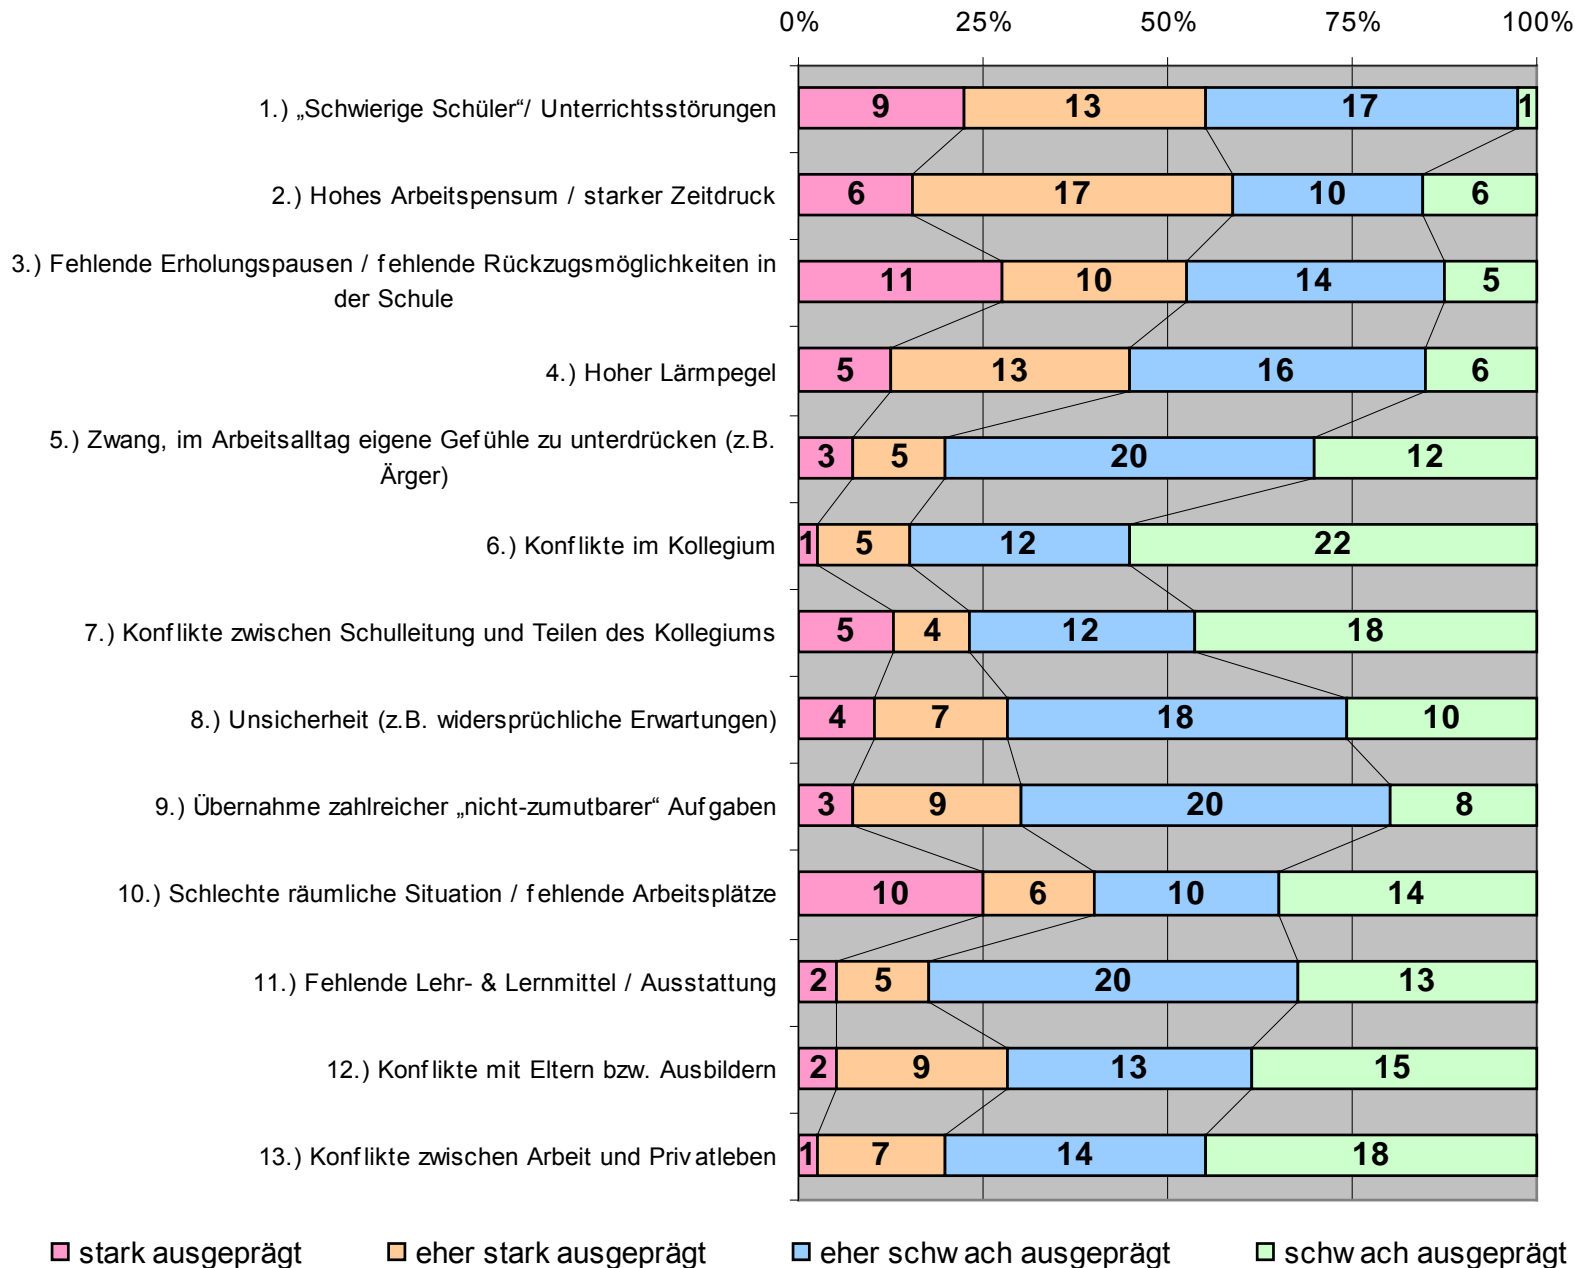 0% 25% 50% 75% 100%
1.) „Schwierige Schüler“/ Unterrichtsstörungen 9 13 17 1
2.) Hohes Arbeitspensum / starker Zeitdruck 6 17 10 6
3.) Fehlende Erholungspausen / fehlende Rückzugsmöglichkeiten in
der Schule 11 10 14 5
4.) Hoher Lärmpegel 5 13 16 6
5.) Zwang, im Arbeitsalltag eigene Gefühle zu unterdrücken (z.B.
Ärger) 3 5 20 12
6.) Konflikte im Kollegium 1 5 12 22
7.) Konflikte zwischen Schulleitung und Teilen des Kollegiums 5 4 12 18
8.) Unsicherheit (z.B. widersprüchliche Erwartungen) 4 7 18 10
9.) Übernahme zahlreicher „nicht-zumutbarer“ Aufgaben 3 9 20 8
10.) Schlechte räumliche Situation / fehlende Arbeitsplätze 10 6 10 14
11.) Fehlende Lehr- & Lernmittel / Ausstattung 2 5 20 13
12.) Konflikte mit Eltern bzw. Ausbildern 2 9 13 15
13.) Konflikte zwischen Arbeit und Privatleben 1 7 14 18
stark ausgeprägt eher stark ausgeprägt eher schwach ausgeprägt schwach ausgeprägt